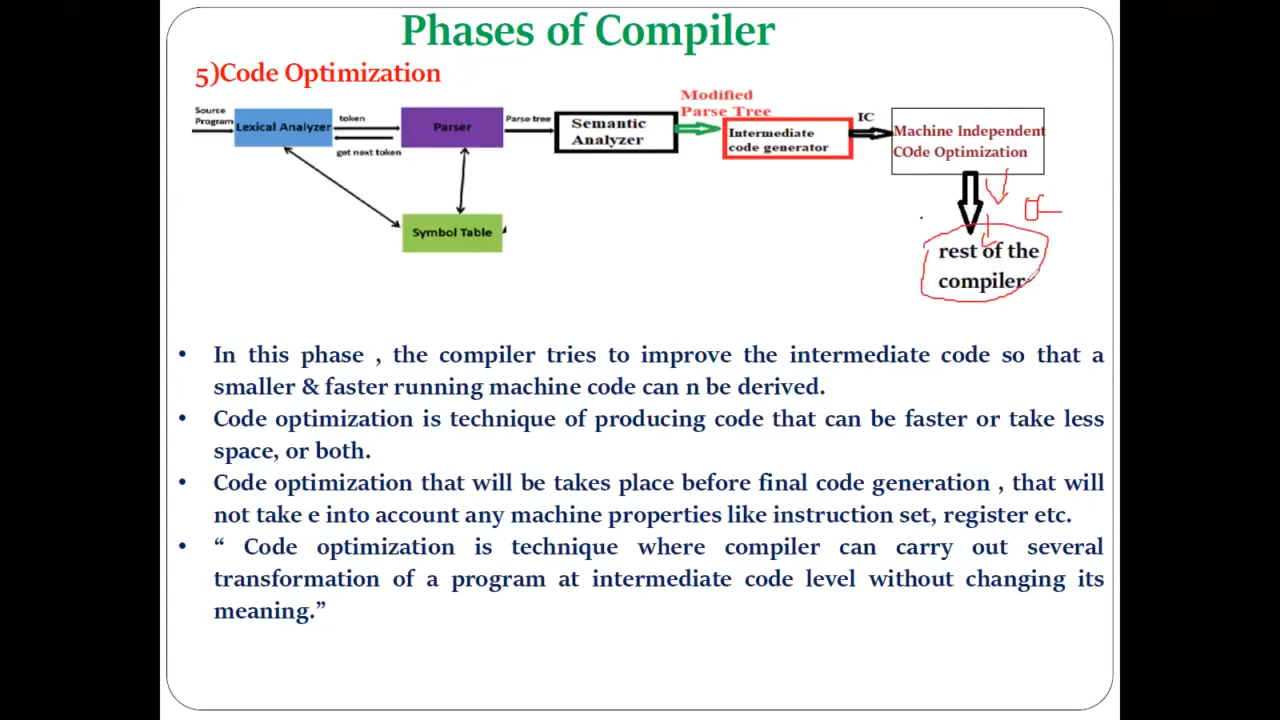 Phases of Compiler
5)Code Optimization
Source
Program
Lexical Analyzer
token
get next token
Parser
Parse tree
Semantic
Analyzer
Modified
Parse Tree
Intermediate
code generator
IC
Machine Independent
COde Optimization
Symbol Table
rest of the
compiler
• In this phase , the compiler tries to improve the intermediate code so that a
smaller & faster running machine code can n be derived.
• Code optimization is technique of producing code that can be faster or take less
space, or both.
• Code optimization that will be takes place before final code generation , that will
not take e into account any machine properties like instruction set, register etc.
• “ Code optimization is technique where compiler can carry out several
transformation of a program at intermediate code level without changing its
meaning.”